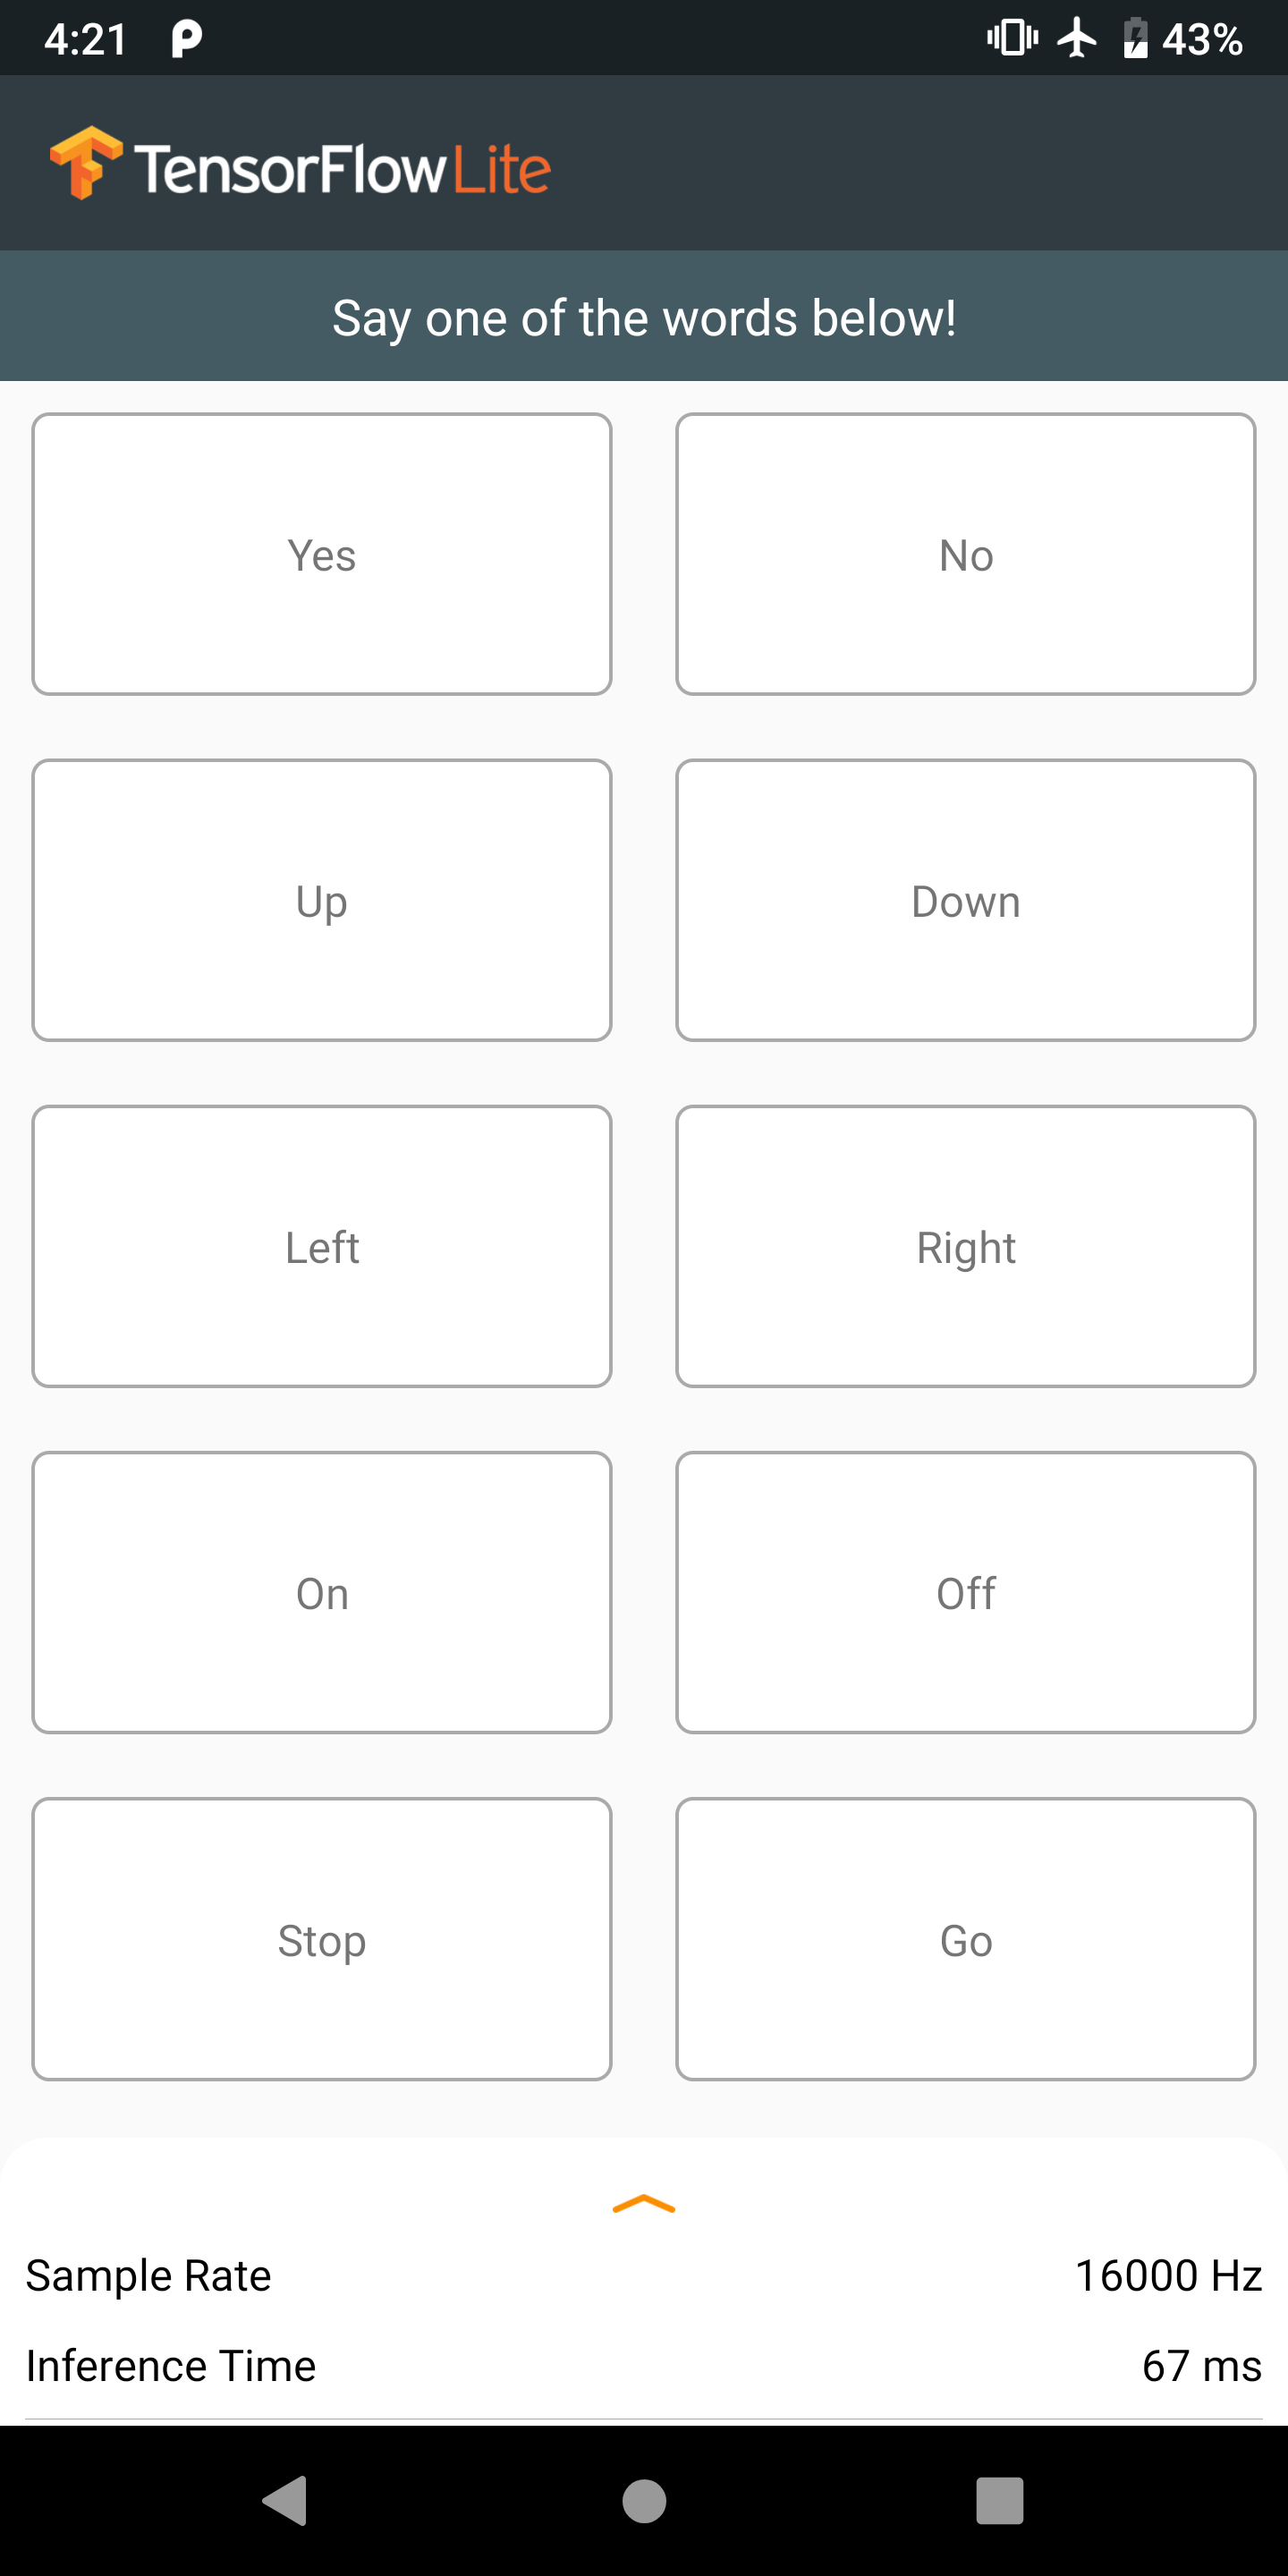 4:21 43%
TensorFlow Lite
Say one of the words below!
Yes No
Up Down
Left Right
On Off
Stop Go
Sample Rate 16000 Hz
Inference Time 67 ms